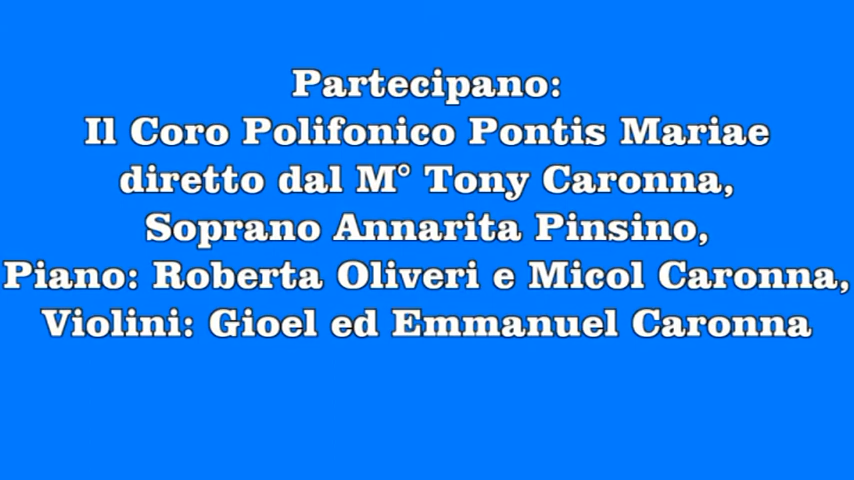 Partecipano:
Il Coro Polifonico Pontis Mariae
diretto dal M° Tony Caronna,
Soprano Annarita Pinsino,
Piano: Roberta Oliveri e Micol Caronna,
Violini: Gioel ed Emmanuel Caronna